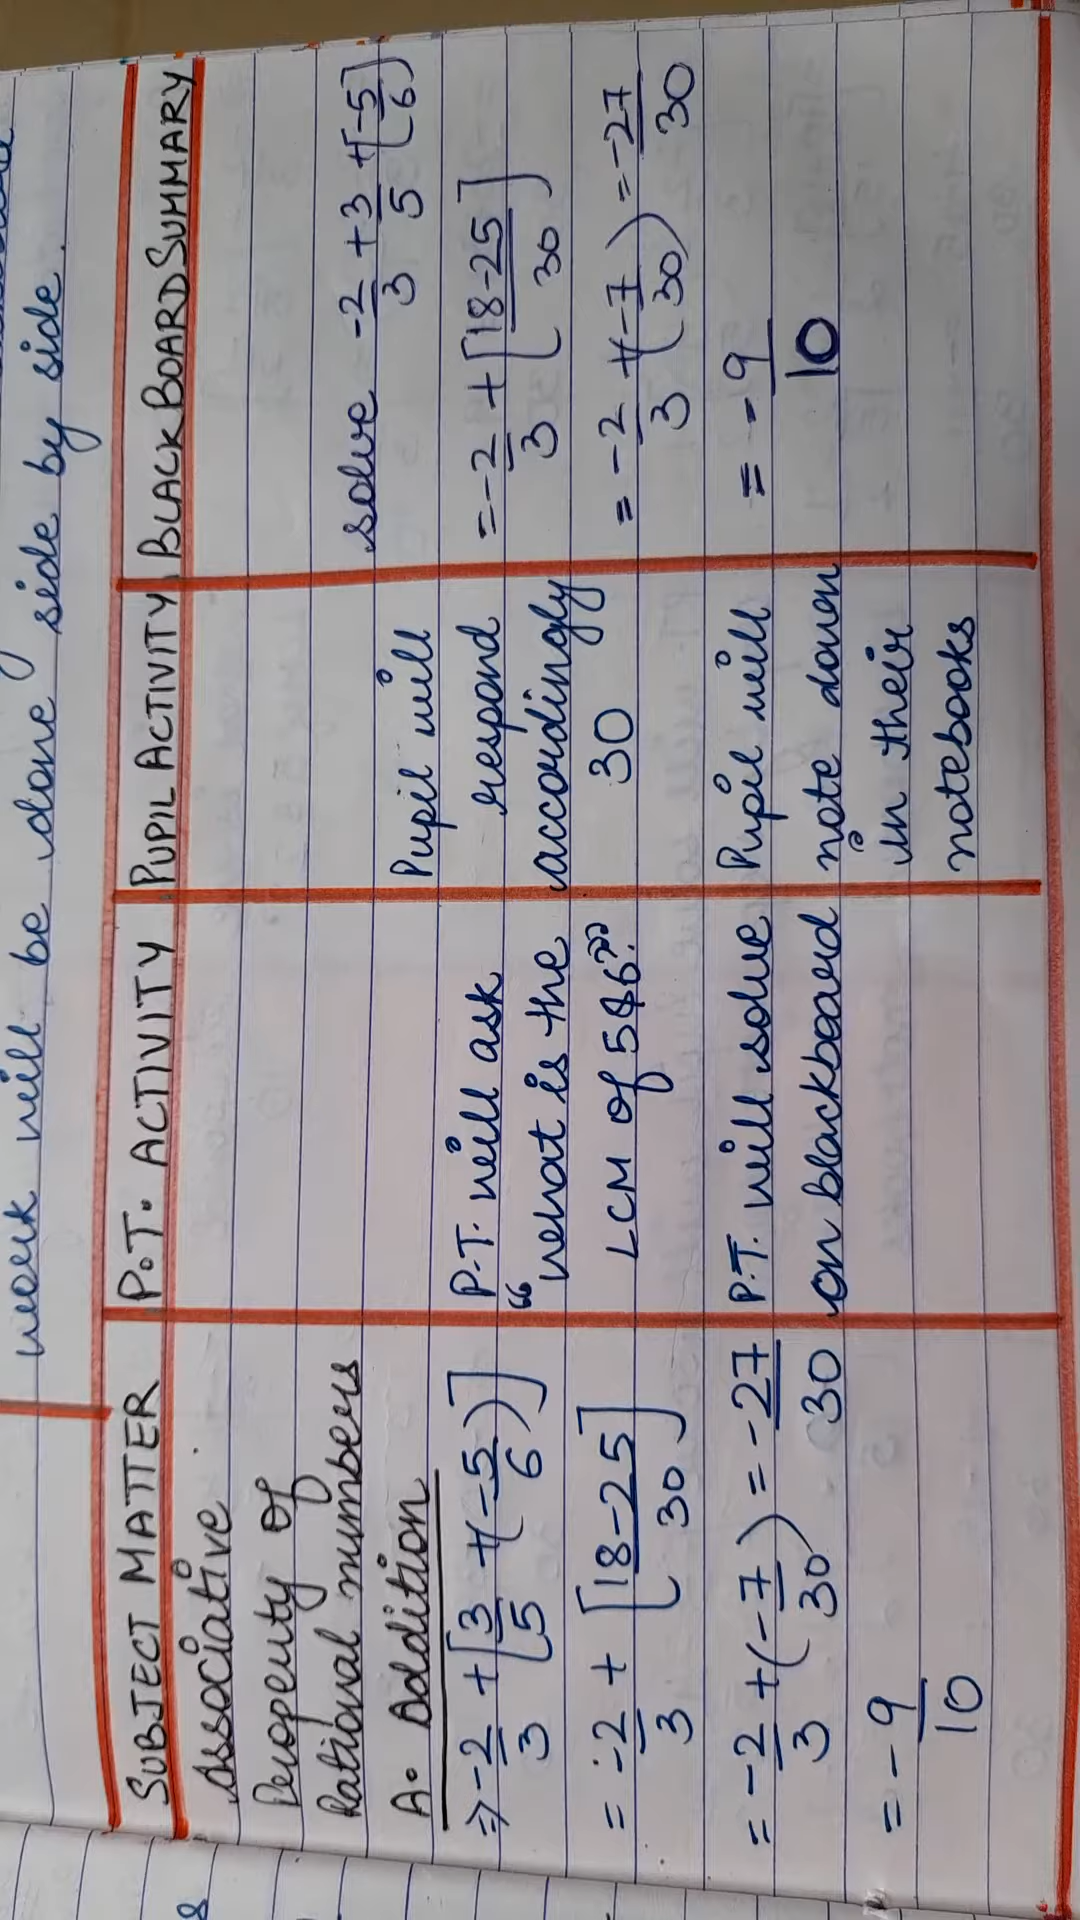 work will be done side by side.
SUBJECT MATTER | P.T. ACTIVITY | PUPIL ACTIVITY | BLACKBOARD SUMMARY
Associative
Property of
Rational numbers
A. Addition
⇒ -2/3 + [3/5 + (-5/6)]
= -2/3 + [18-25/30]
= -2/3 + (-7/30) = -27/30
= -9/10
P.T. will ask
"what is the
LCM of 5&6?"
P.T. will solve
on blackboard
Pupil will
respond
accordingly
30
Pupil will
note down
in their
notebooks
solve -2/3 + 3/5 + [-5/6]
= -2/3 + [18-25/30]
= -2/3 + (-7/30) = -27/30
= -9/10